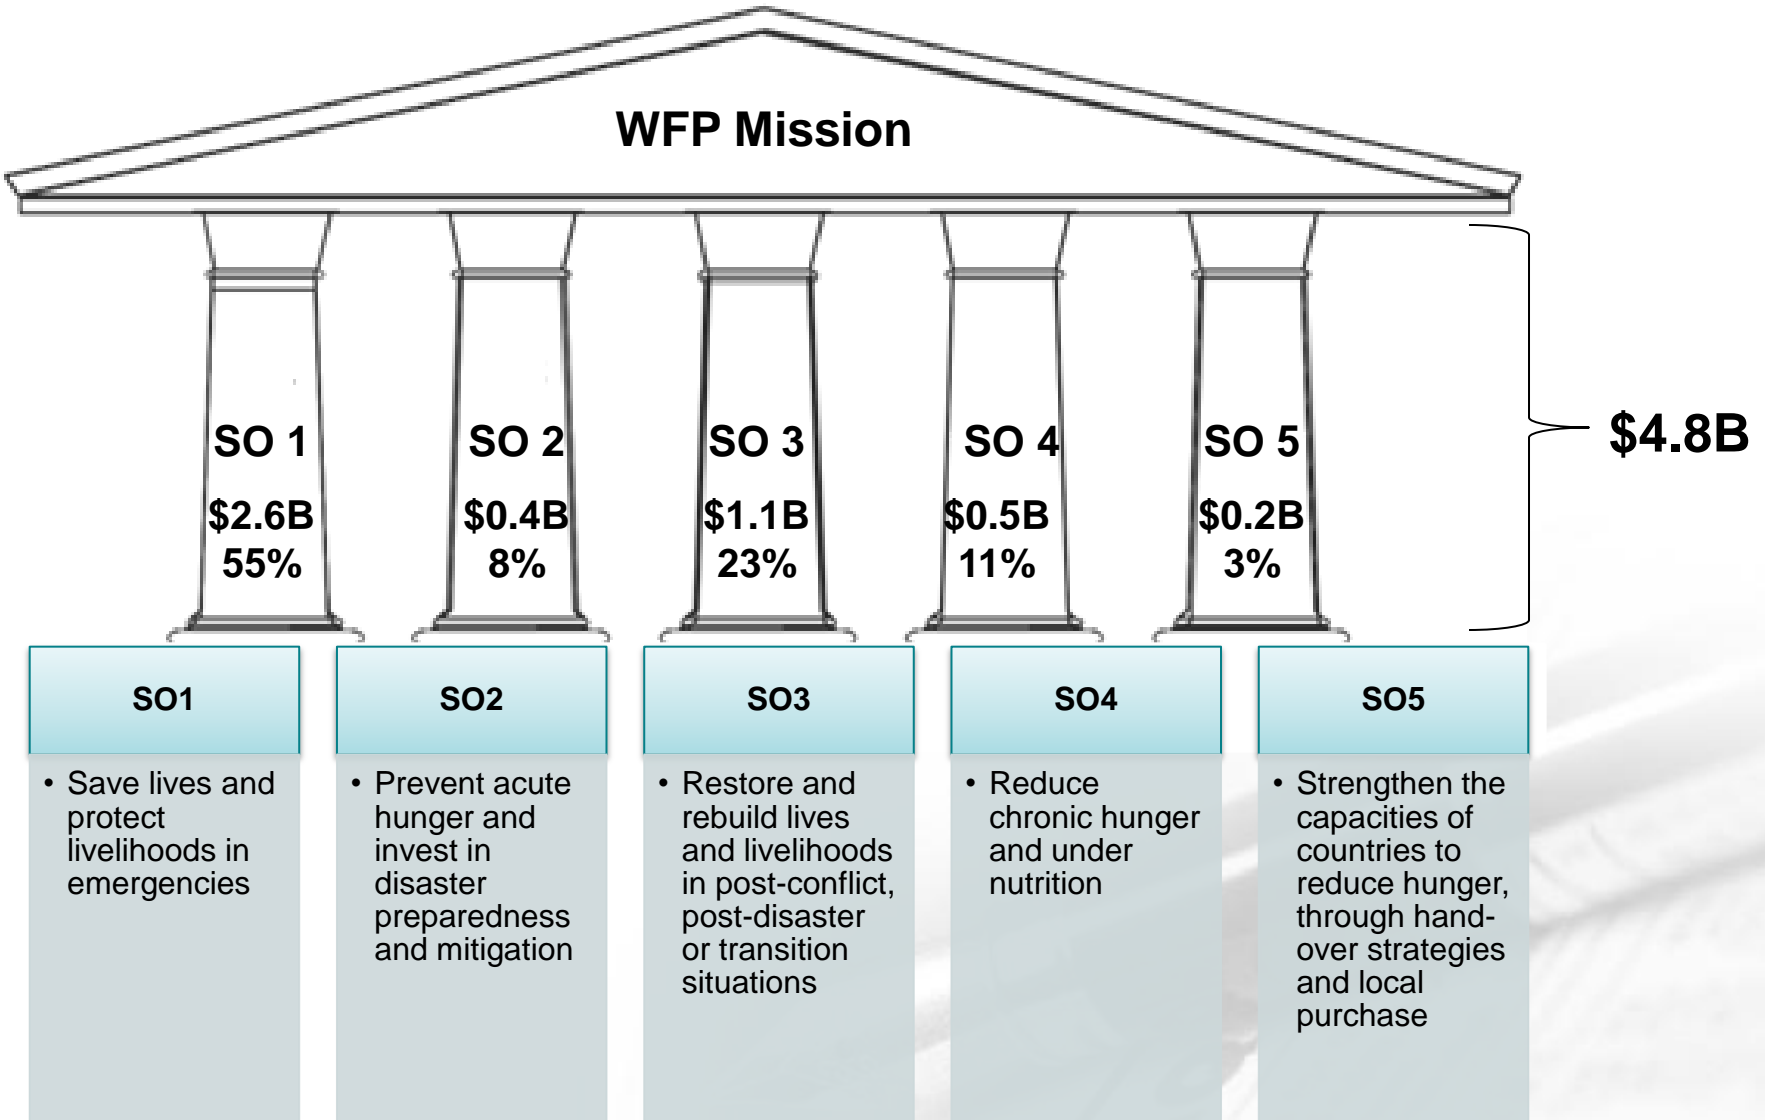 WFP Mission
SO 1
$2.6B
55%
SO 2
$0.4B
8%
SO 3
$1.1B
23%
SO 4
$0.5B
11%
SO 5
$0.2B
3%
$4.8B
SO1
• Save lives and
protect
livelihoods in
emergencies
SO2
• Prevent acute
hunger and
invest in
disaster
preparedness
and mitigation
SO3
• Restore and
rebuild lives
and livelihoods
in post-conflict,
post-disaster
or transition
situations
SO4
• Reduce
chronic hunger
and under
nutrition
SO5
• Strengthen the
capacities of
countries to
reduce hunger,
through hand-
over strategies
and local
purchase